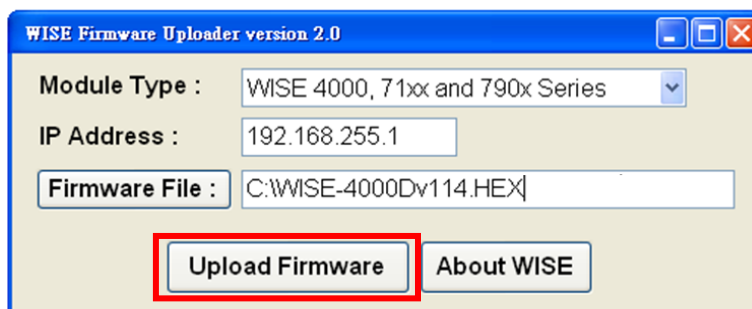 WISE Firmware Uploader version 2.0
Module Type : WISE 4000, 71xx and 790x Series
IP Address : 192.168.255.1
Firmware File : C:\WISE-4000Dv114.HEX
Upload Firmware About WISE